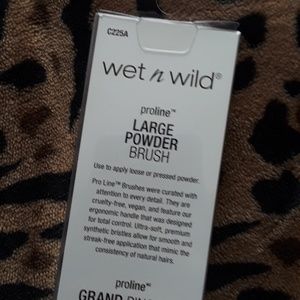 C225A
wet n wild®
proline™
LARGE
POWDER
BRUSH
Use to apply loose or pressed powder.
Pro Line™ Brushes were curated with
attention to every detail. They are
cruelty-free, vegan, and feature our
ergonomic handle that was designed
for total control. Ultra-soft, premium
synthetic bristles allow for smooth and
streak-free application that mimic the
consistency of natural hairs.
proline™
GRAND